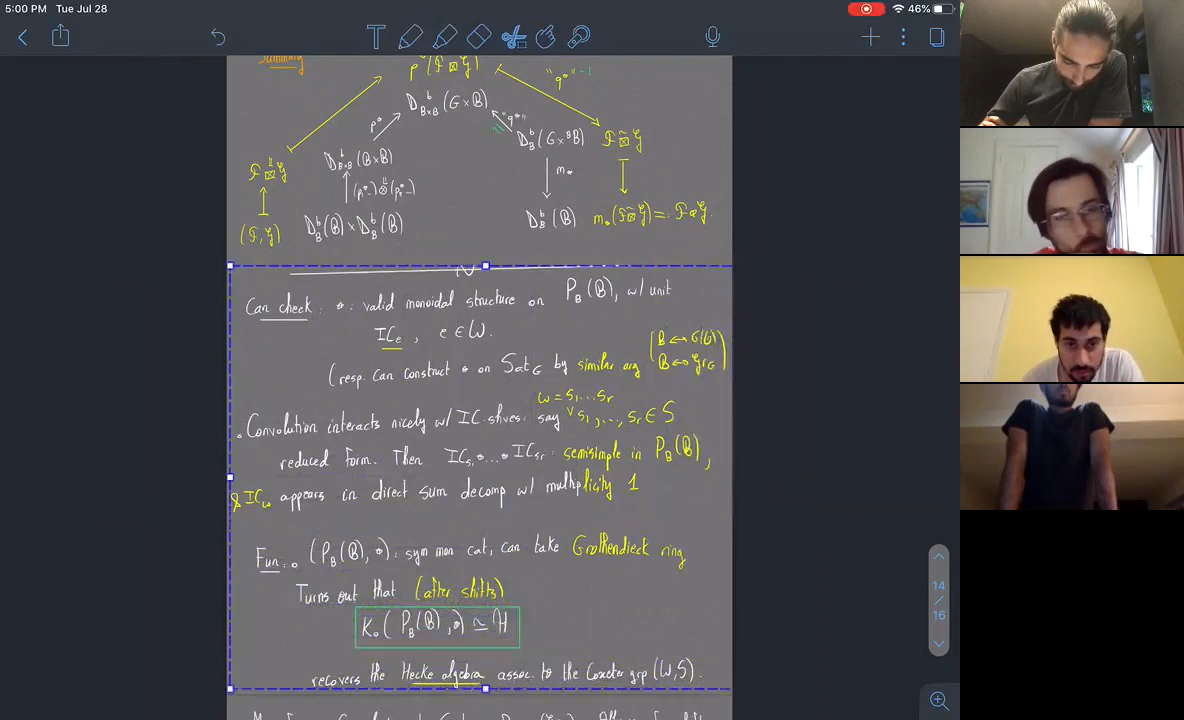 5:00 PM Tue Jul 28
46%
Summary
p*(F ⊠ G)
"q*"⁻¹
D^b_{B×B}(G×B)
p*
"q*"
D^b_B(G×^B B)
F ⊠̃ G
F ⊠ G
D^b_{B×B}(B×B)
(p*_-) ⊗ (p*_-)
m_*
(F, G)
D^b_B(B) × D^b_B(B)
D^b_B(B)
m_*(F ⊠̃ G) =: F * G.
Can check: *: valid monoidal structure on P_B(B), w/ unit
IC_e, e ∈ W.
(resp. can construct * on Sat_G by similar arg
B ↔ Gr_G
w = s_1 ... s_r
. Convolution interacts nicely w/ IC shves: say s_1, ..., s_r ∈ S
reduced form. Then IC_{s_1} * ... * IC_{s_r} : semisimple in P_B(B),
& IC_w appears in direct sum decomp w/ multiplicity 1
Fun: (P_B(B), *): sym mon cat, can take Grothendieck ring
Turns out that (after shifts)
K_0(P_B(B), *) ≃ H
recovers the Hecke algebra assoc. to the Coxeter grp (W,S).
14
/
16